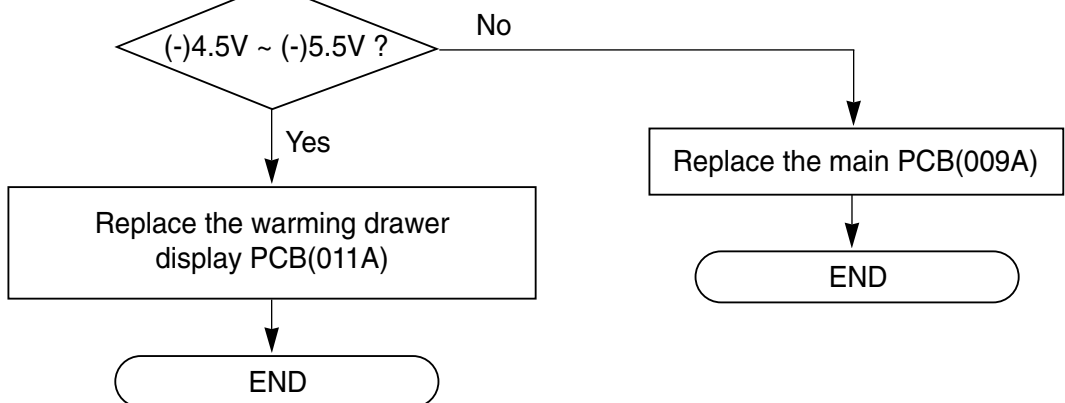 (-)4.5V ~ (-)5.5V ?
No
Yes
Replace the main PCB(009A)
Replace the warming drawer
display PCB(011A)
END
END